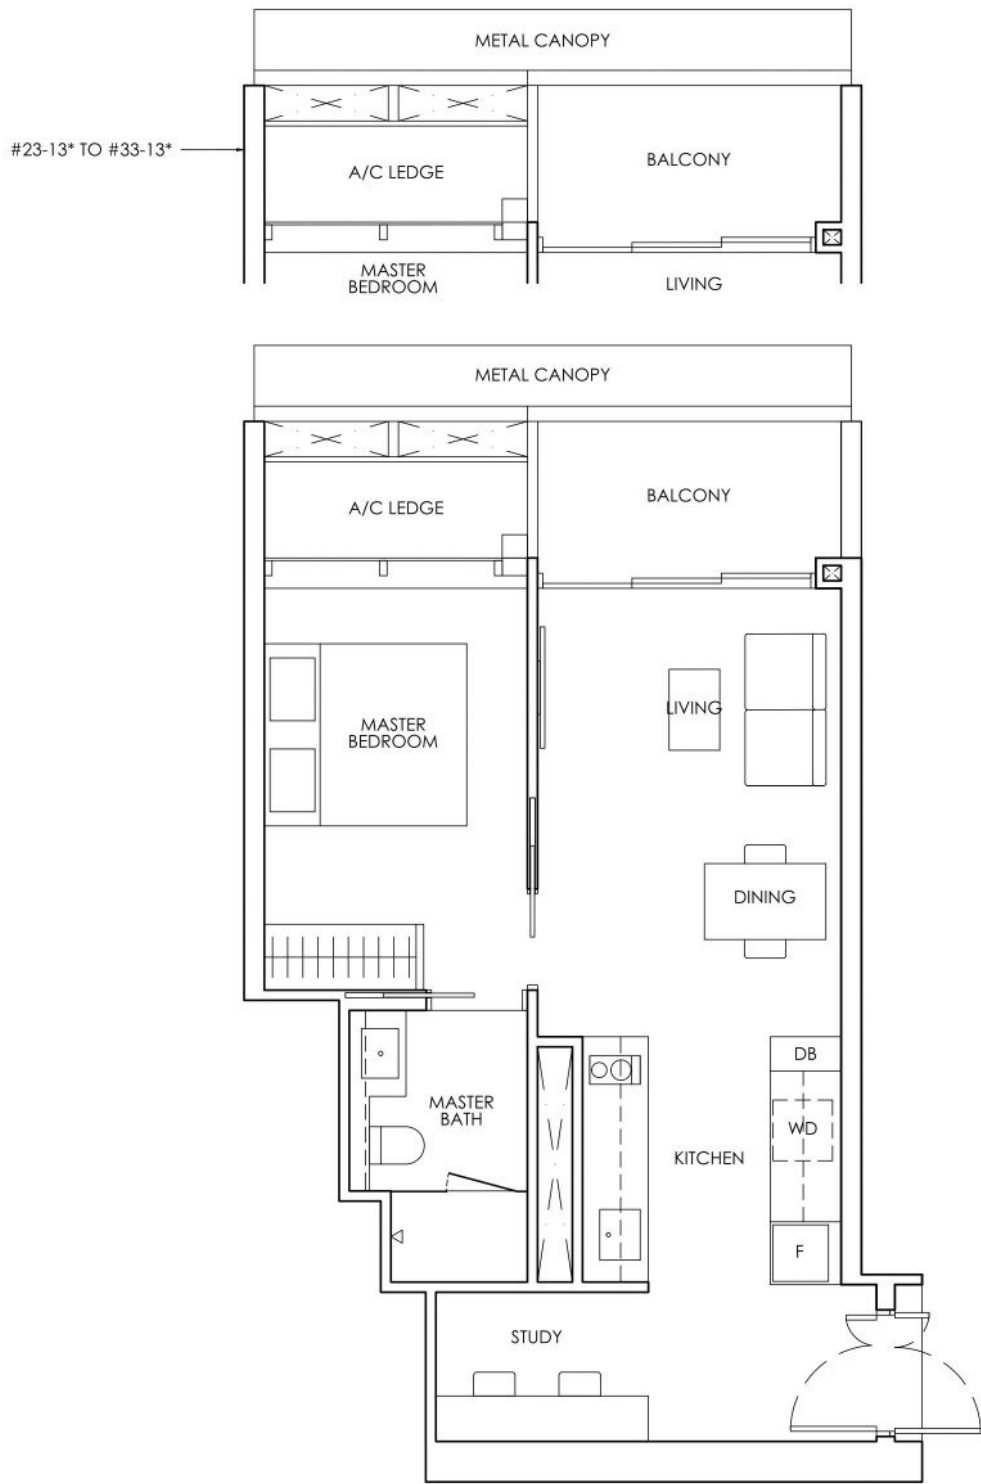 METAL CANOPY
#23-13* TO #33-13*
A/C LEDGE
BALCONY
MASTER
BEDROOM
LIVING
METAL CANOPY
A/C LEDGE
BALCONY
MASTER
BEDROOM
LIVING
DINING
DB
MASTER
BATH
WD
KITCHEN
F
STUDY